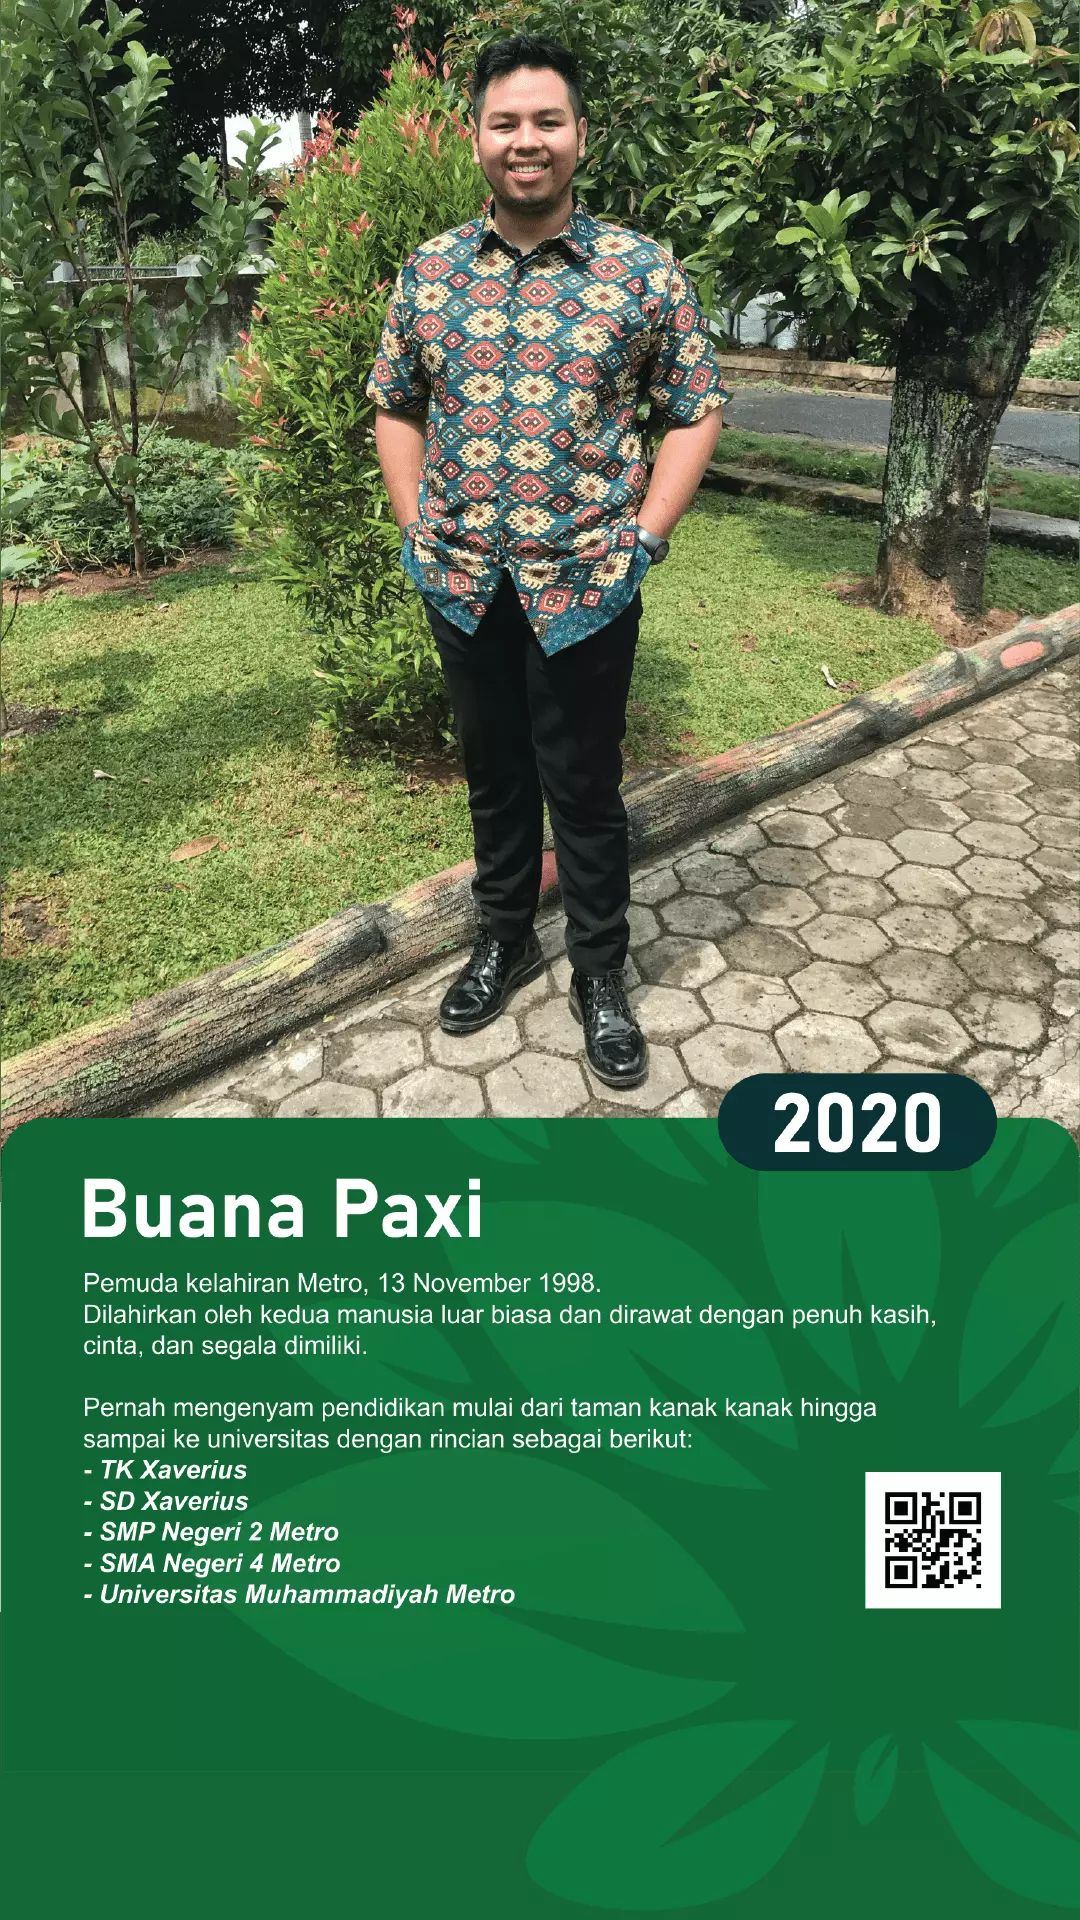 2020
Buana Paxi
Pemuda kelahiran Metro, 13 November 1998.
Dilahirkan oleh kedua manusia luar biasa dan dirawat dengan penuh kasih,
cinta, dan segala dimiliki.
Pernah mengenyam pendidikan mulai dari taman kanak kanak hingga
sampai ke universitas dengan rincian sebagai berikut:
- TK Xaverius
- SD Xaverius
- SMP Negeri 2 Metro
- SMA Negeri 4 Metro
- Universitas Muhammadiyah Metro